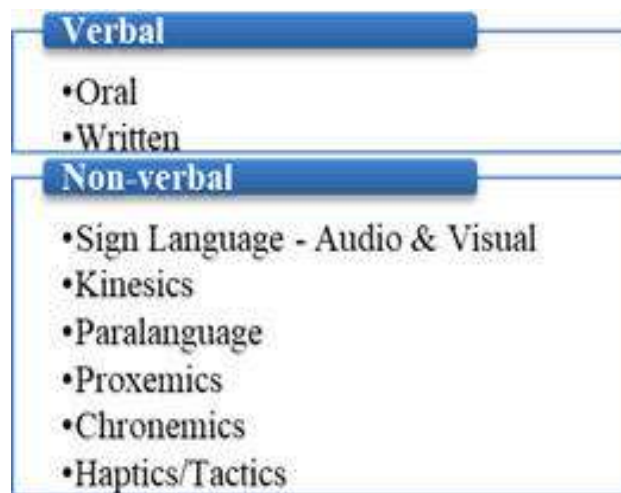 Verbal
•Oral
•Written
Non-verbal
•Sign Language - Audio & Visual
•Kinesics
•Paralanguage
•Proxemics
•Chronemics
•Haptics/Tactics